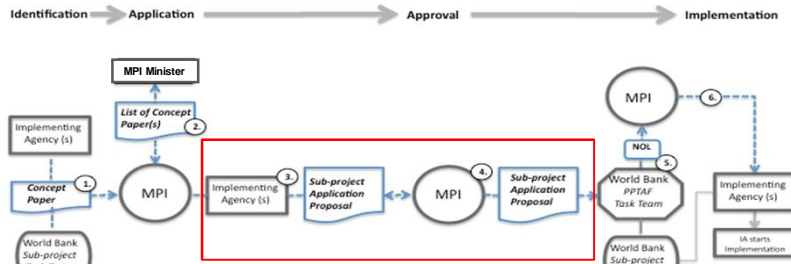 Identification
Application
Approval
Implementation
MPI Minister
List of Concept
Paper(s)
2.
Implementing
Agency (s)
Concept
Paper
1.
MPI
Implementing
Agency (s)
3.
Sub-project
Application
Proposal
MPI
4.
Sub-project
Application
Proposal
MPI
6.
NOL
5.
World Bank
PPTAF
Task Team
Implementing
Agency (s)
IA starts
Implementation
World Bank
Sub-project
World Bank
Sub-project